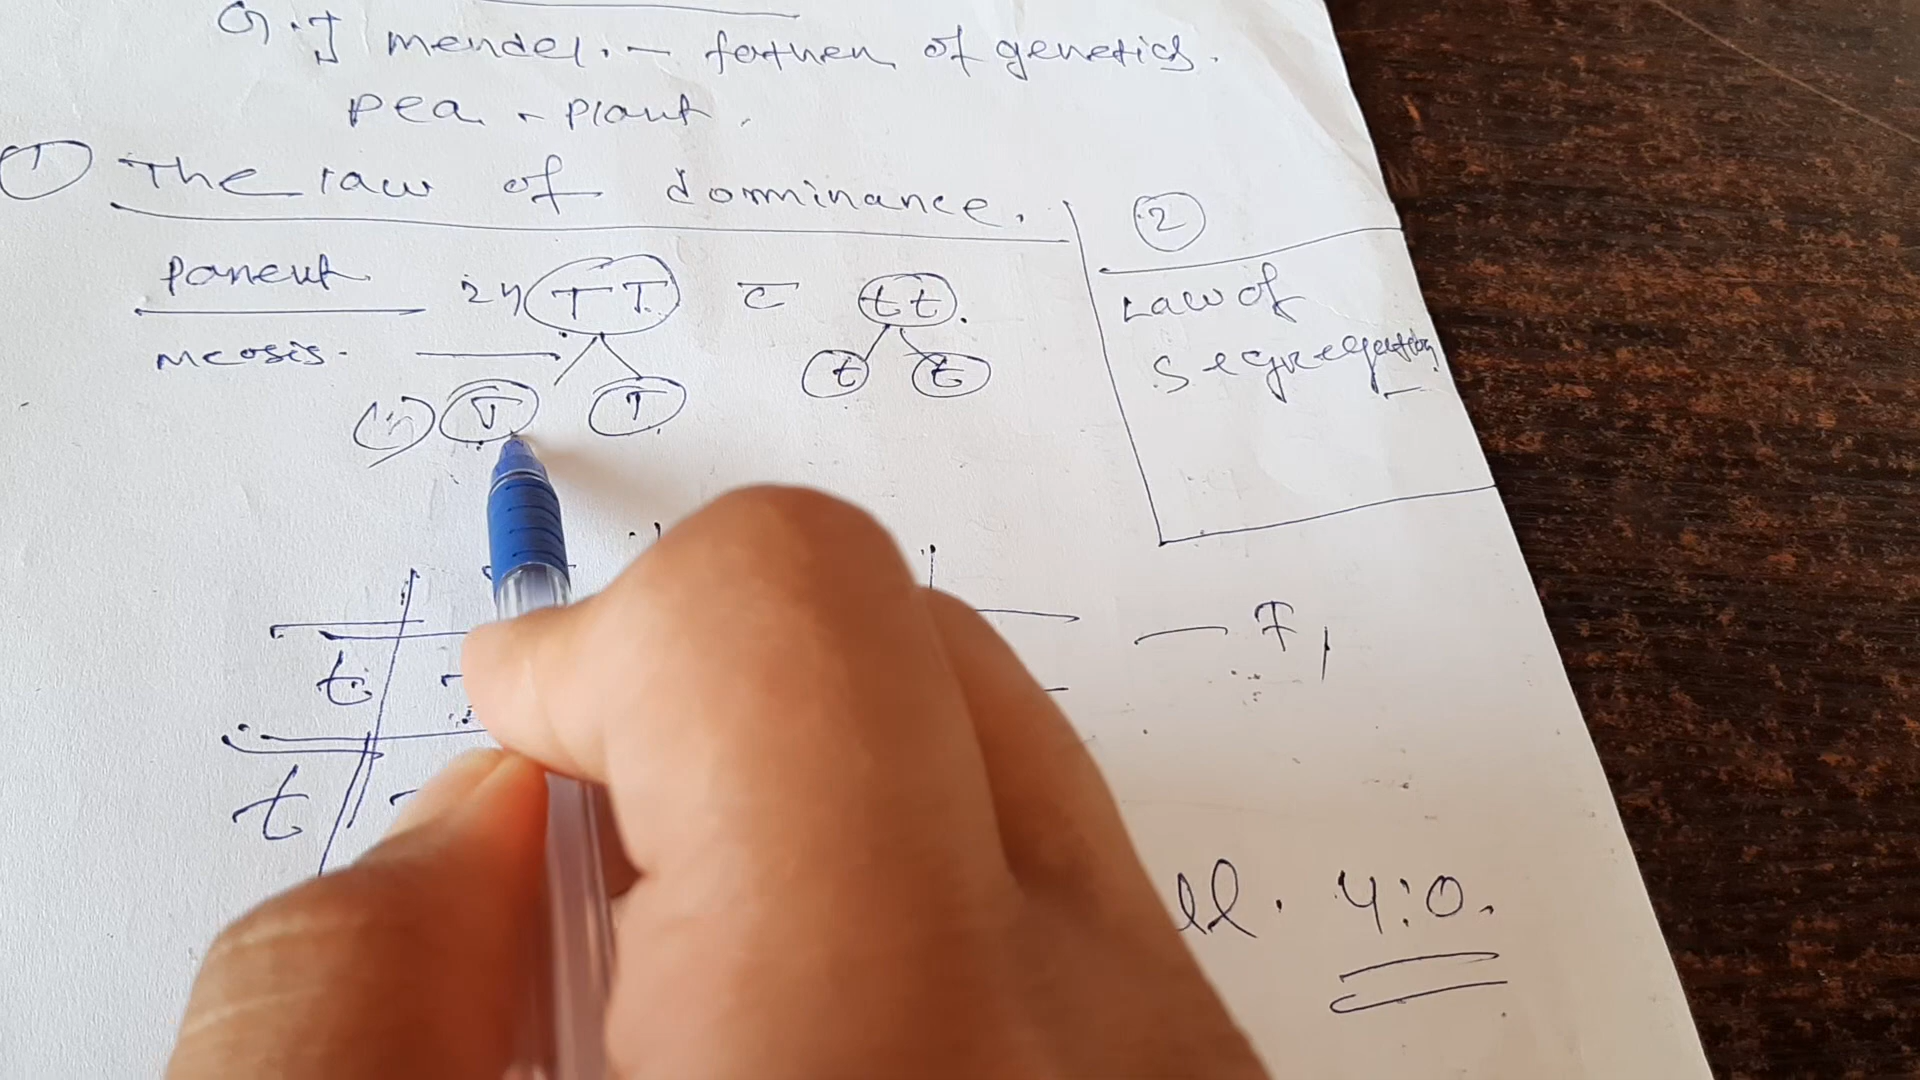 G.J mendel. - fathen of genetics.
pea - plant.
① The law of dominance.
Parent 2n TT c tt.
meosis. t t
(n) T T
②
Law of
segregation
t
t
F1
ll. 4:0.